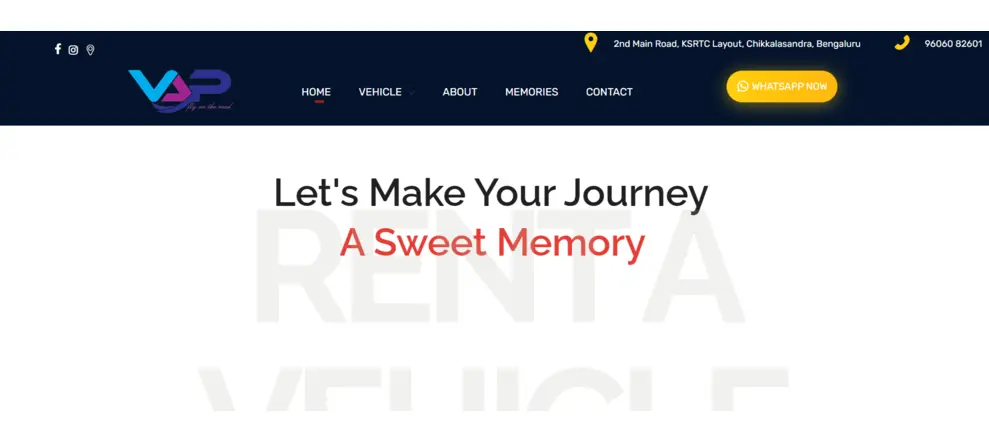 2nd Main Road, KSRTC Layout, Chikkalasandra, Bengaluru
96060 82601
VAP
fly on the road
HOME
VEHICLE
ABOUT
MEMORIES
CONTACT
WHATSAPP NOW
Let's Make Your Journey
A Sweet Memory
RENT A
VEHICLE